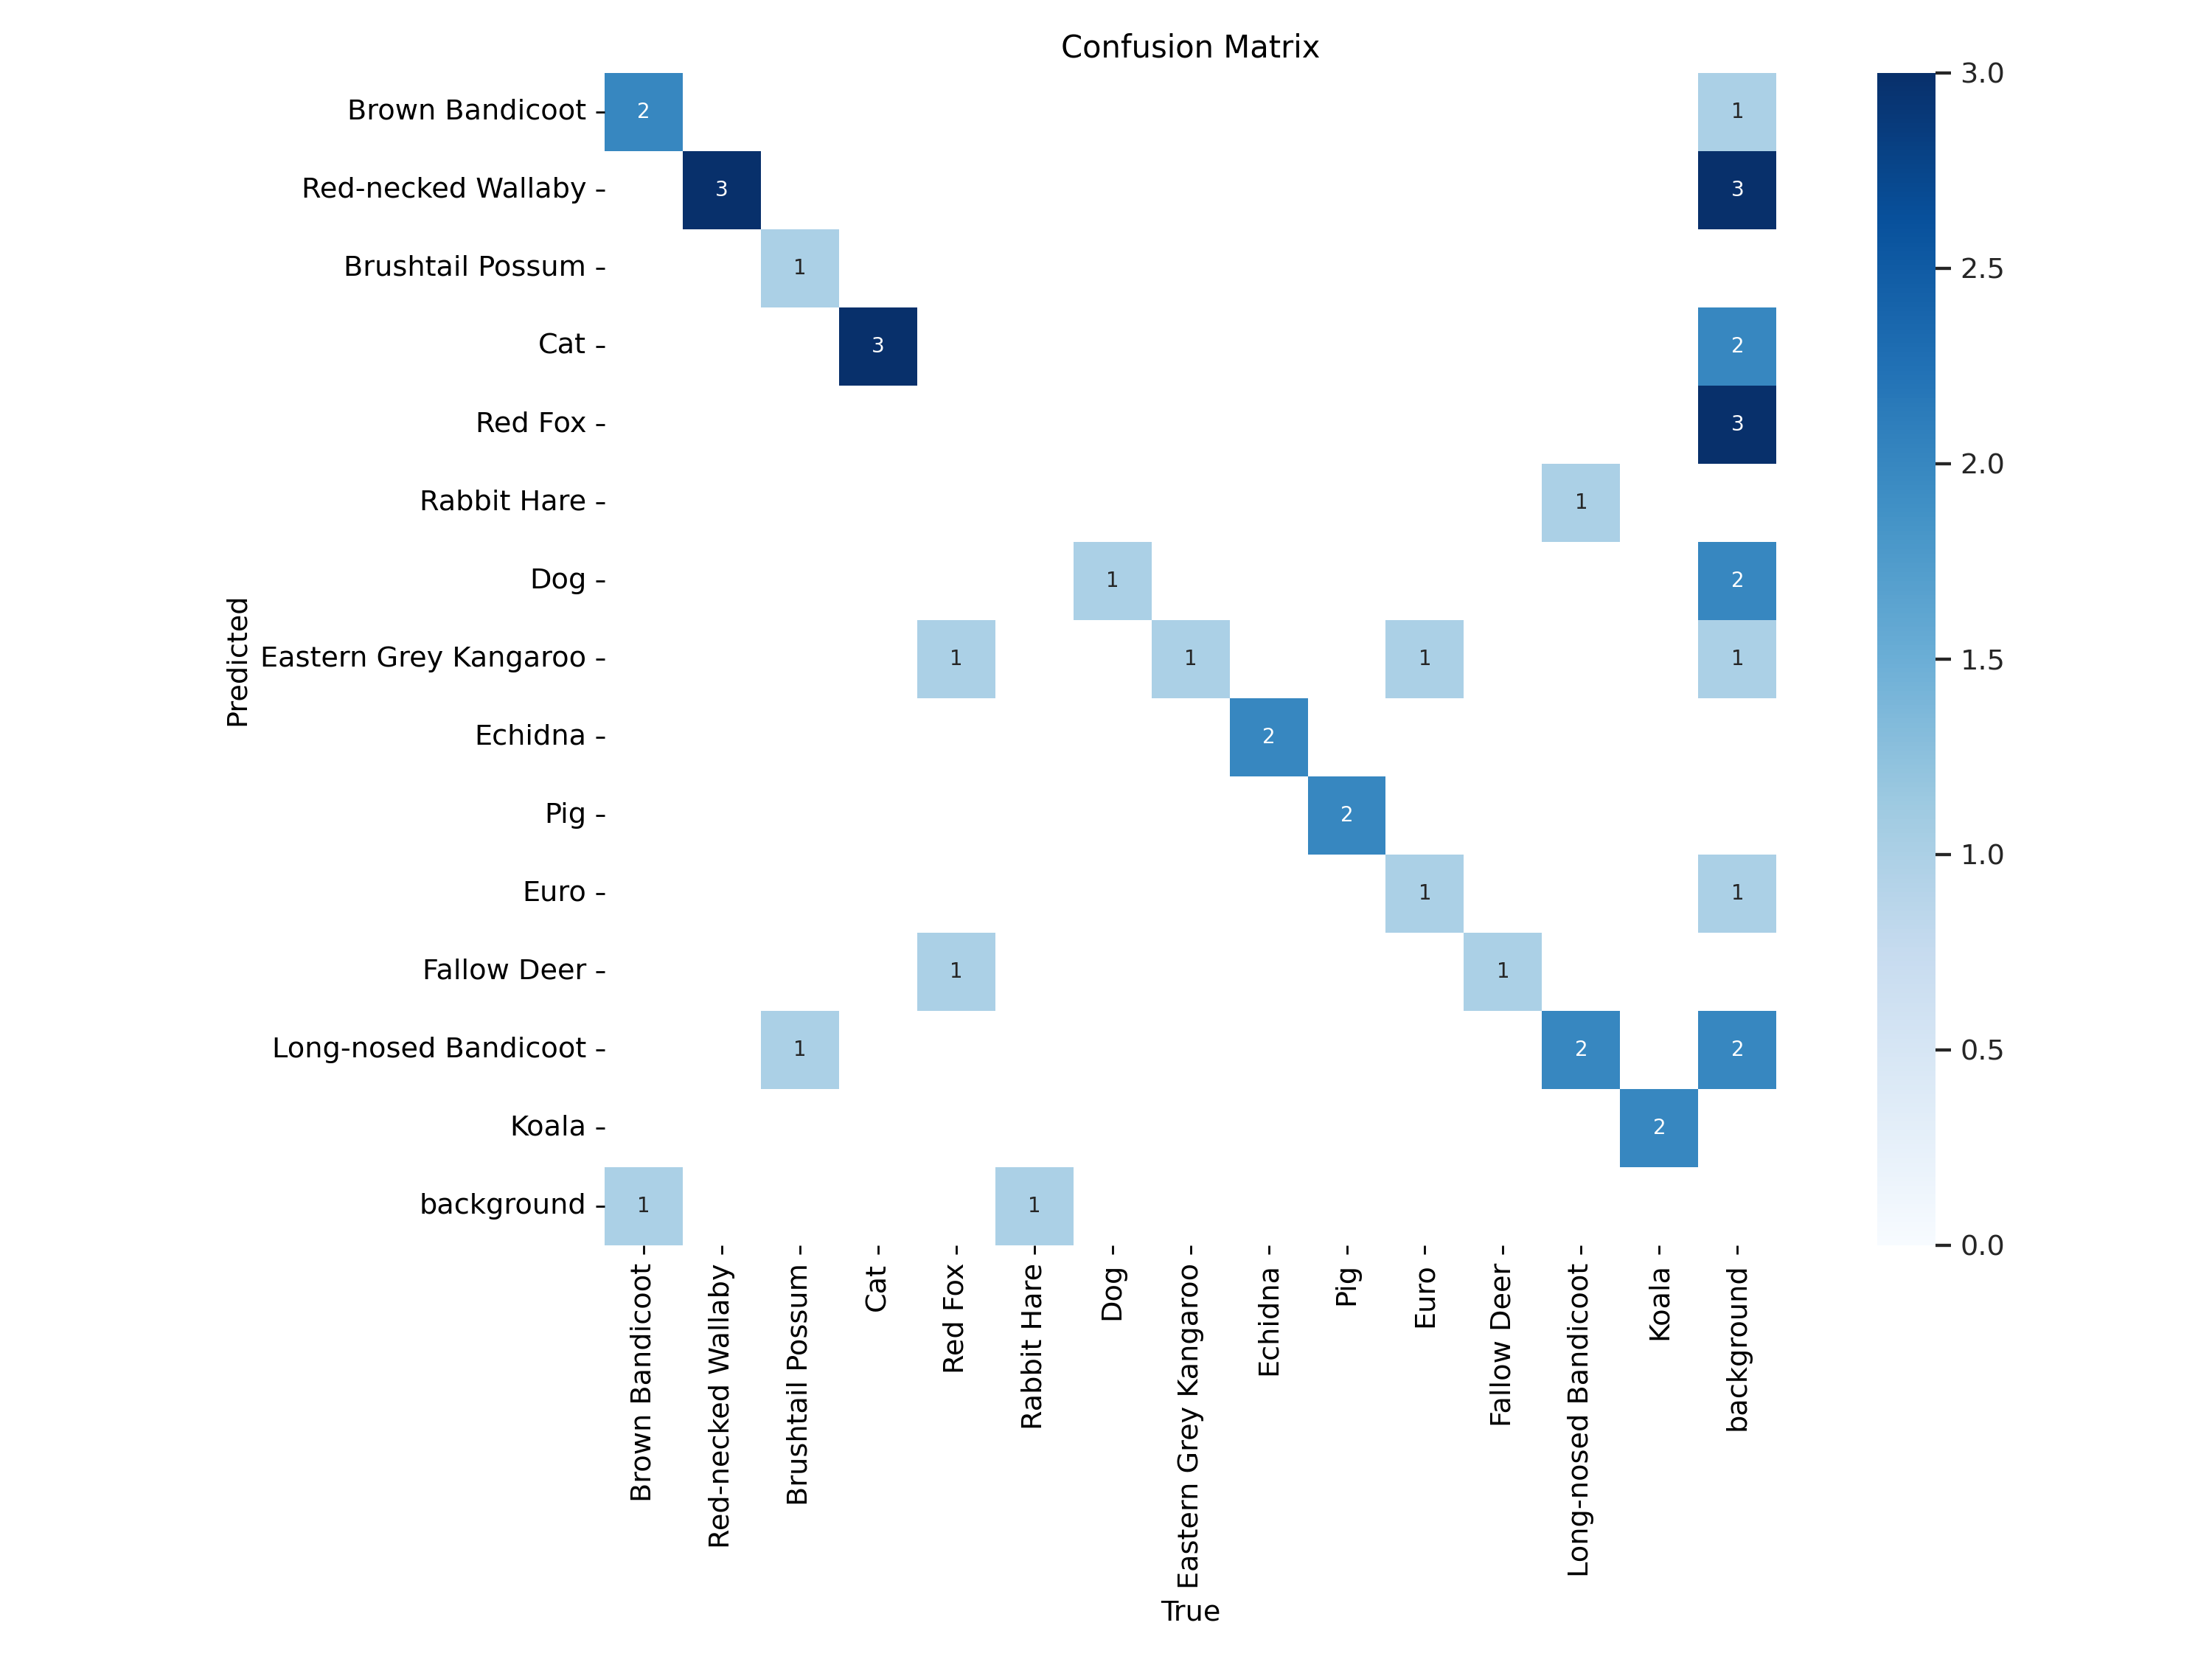 Confusion Matrix
Brown Bandicoot 2 1 3.0
Red-necked Wallaby 3 3
2.5
Brushtail Possum 1
Cat 3 2
Red Fox 3
2.0
Rabbit Hare 1
Dog 1 2
Predicted
Eastern Grey Kangaroo 1 1 1 1 1.5
Echidna 2
Pig 2
1.0
Euro 1 1
Fallow Deer 1 1
Long-nosed Bandicoot 1 2 2 0.5
Koala 2
background 1 1
0.0
Brown Bandicoot
Red-necked Wallaby
Brushtail Possum
Cat
Red Fox
Rabbit Hare
Dog
Eastern Grey Kangaroo
Echidna
Pig
Euro
Fallow Deer
Long-nosed Bandicoot
Koala
background
True